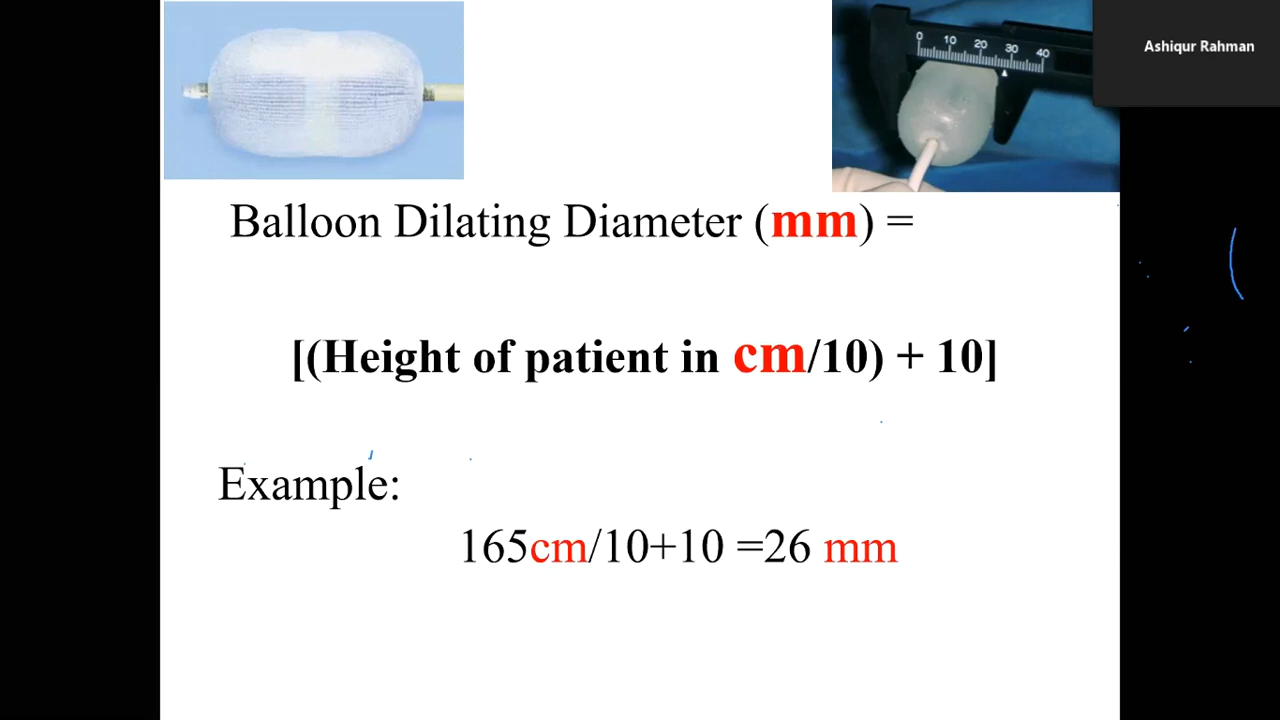 0 10 20 30 40
Ashiqur Rahman
Balloon Dilating Diameter (mm) =
[(Height of patient in cm/10) + 10]
Example:
165cm/10+10 =26 mm